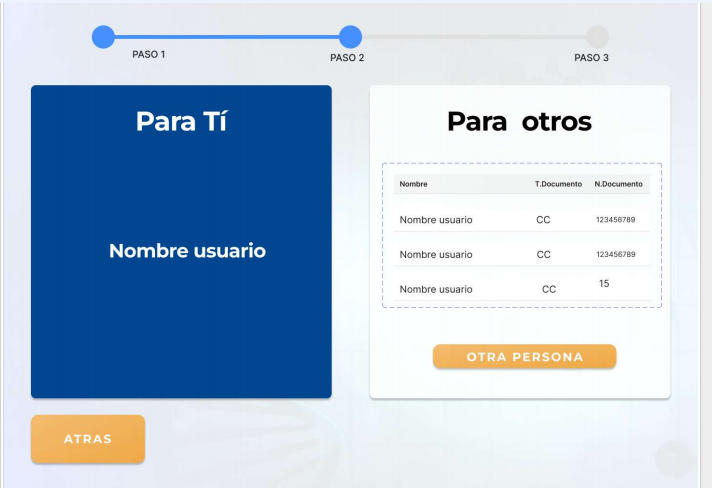 PASO 1
PASO 2
PASO 3
Para Tí
Nombre usuario
Para otros
Nombre T.Documento N.Documento
Nombre usuario CC 123456789
Nombre usuario CC 123456789
Nombre usuario CC 15
OTRA PERSONA
ATRAS